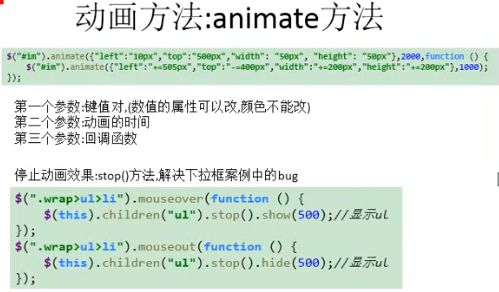 动画方法:animate方法
$("#im").animate({"left":"10px","top":"500px","width": "50px", "height": "50px"},2000,function () {
$("#im").animate({"left":"+=505px","top":"-=400px","width":"+=200px","height":"+=200px"},1000);
});
第一个参数:键值对,(数值的属性可以改,颜色不能改)
第二个参数:动画的时间
第三个参数:回调函数
停止动画效果:stop()方法,解决下拉框案例中的bug
$(".wrap>ul>li").mouseover(function () {
$(this).children("ul").stop().show(500);//显示ul
});
$(".wrap>ul>li").mouseout(function () {
$(this).children("ul").stop().hide(500);//显示ul
});